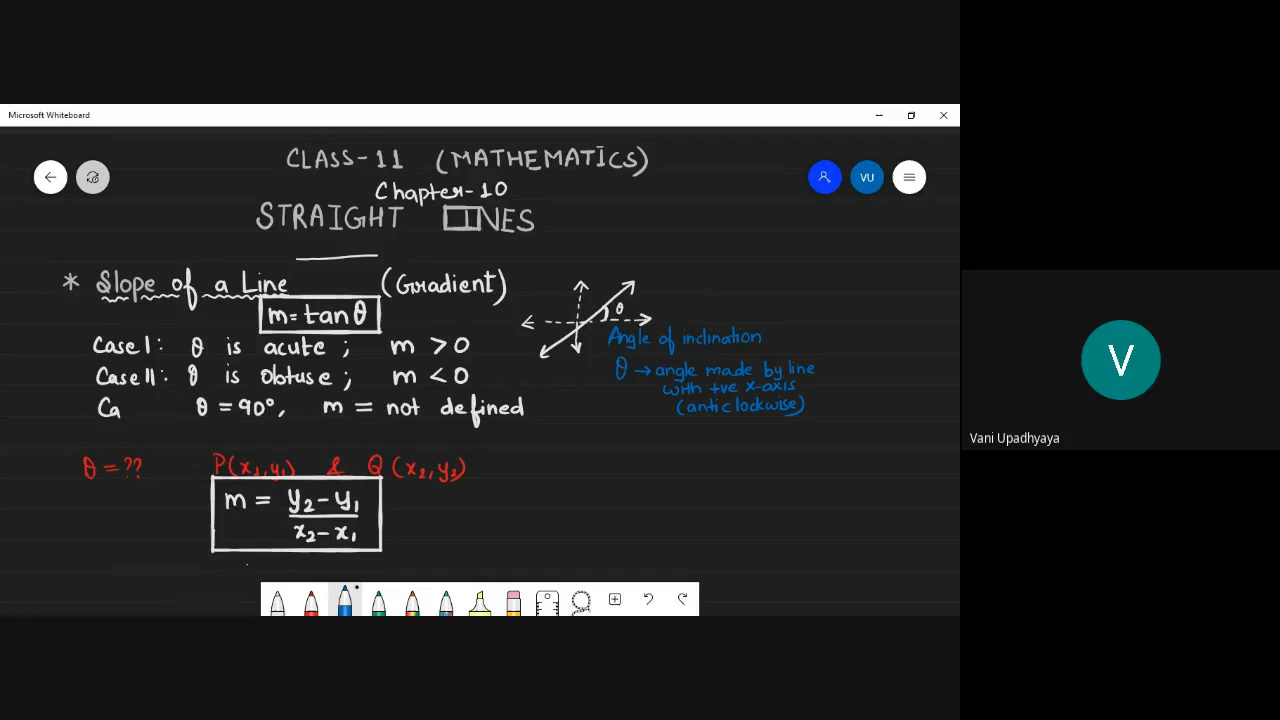 Microsoft Whiteboard
CLASS-11 (MATHEMATICS)
Chapter-10
STRAIGHT LINES
VU
* Slope of a Line (Gradient)
m = tan θ
θ
Case I: θ is acute; m > 0
Case II: θ is obtuse; m < 0
Ca θ = 90°, m = not defined
Angle of inclination
θ → angle made by line
with +ve x-axis
(anticlockwise)
θ = ?? P(x₁, y₁) & Q(x₂, y₂)
m = y₂ - y₁
x₂ - x₁
V
Vani Upadhyaya